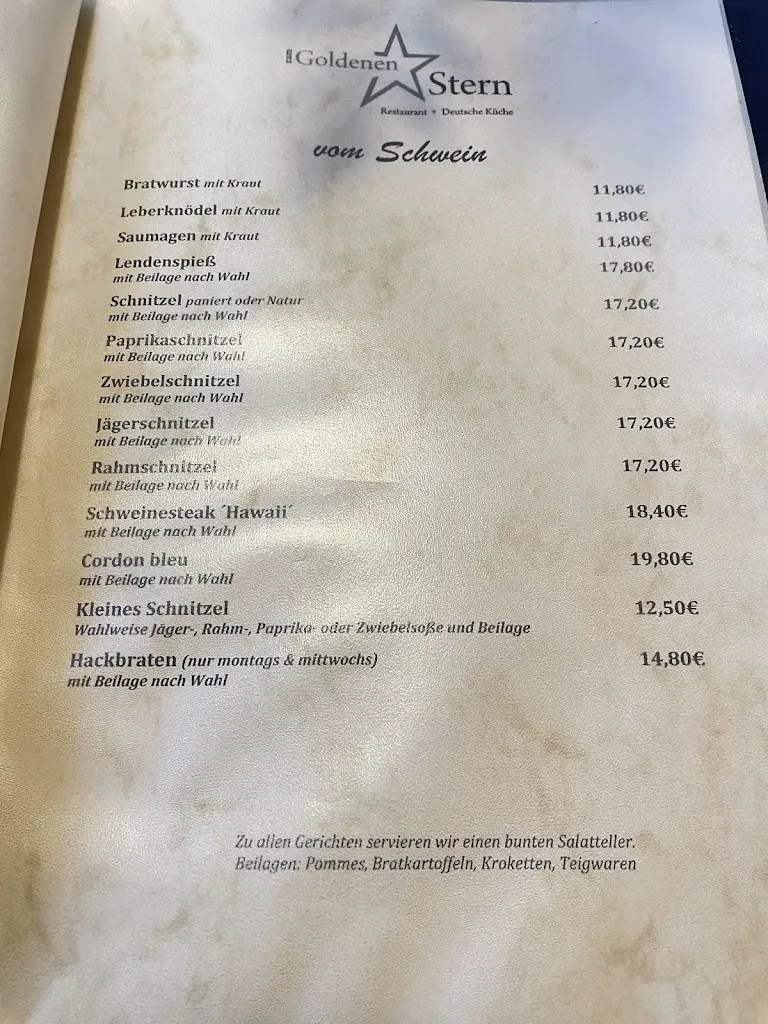 Goldenen
Stern
Restaurant • Deutsche Küche
vom Schwein
Bratwurst mit Kraut 11,80€
Leberknödel mit Kraut 11,80€
Saumagen mit Kraut 11,80€
Lendenspieß 17,80€
mit Beilage nach Wahl
Schnitzel paniert oder Natur 17,20€
mit Beilage nach Wahl
Paprikaschnitzel 17,20€
mit Beilage nach Wahl
Zwiebelschnitzel 17,20€
mit Beilage nach Wahl
Jägerschnitzel 17,20€
mit Beilage nach Wahl
Rahmschnitzel 17,20€
mit Beilage nach Wahl
Schweinesteak ´Hawaii´ 18,40€
mit Beilage nach Wahl
Cordon bleu 19,80€
mit Beilage nach Wahl
Kleines Schnitzel 12,50€
Wahlweise Jäger-, Rahm-, Paprika- oder Zwiebelsoße und Beilage
Hackbraten (nur montags & mittwochs) 14,80€
mit Beilage nach Wahl
Zu allen Gerichten servieren wir einen bunten Salatteller.
Beilagen: Pommes, Bratkartoffeln, Kroketten, Teigwaren